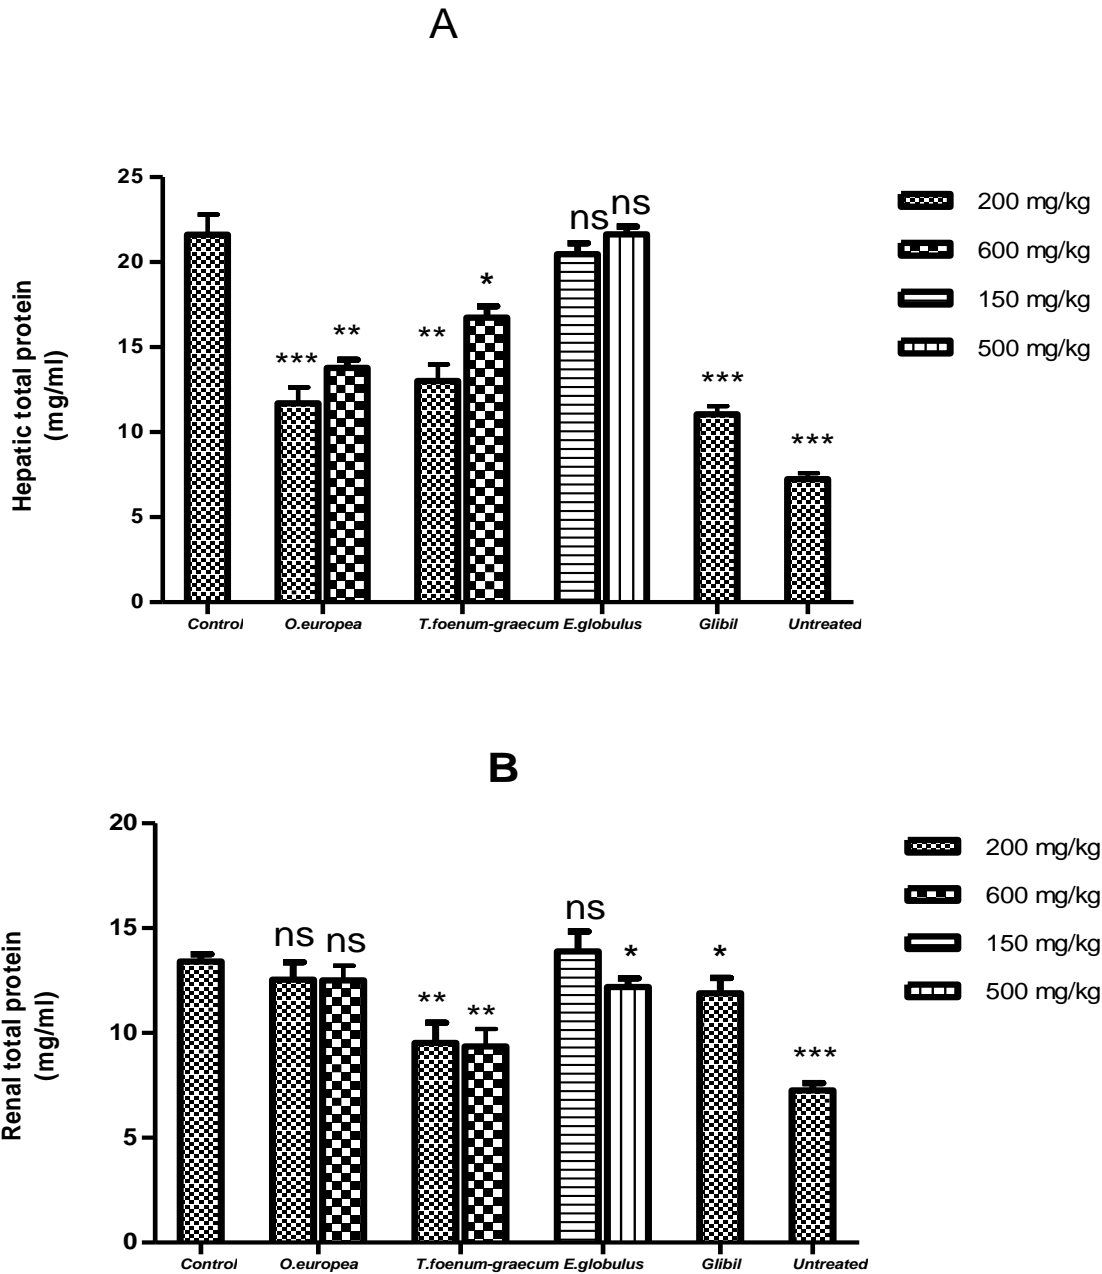 A
25
20
15
10
5
0
Hepatic total protein
(mg/ml)
ns
ns
*
**
**
***
***
***
Control
O.europea
T.foenum-graecum E.globulus
Glibil
Untreated
200 mg/kg
600 mg/kg
150 mg/kg
500 mg/kg
B
20
15
10
5
0
Renal total protein
(mg/ml)
ns
ns
ns
*
*
**
**
***
Control
O.europea
T.foenum-graecum E.globulus
Glibil
Untreated
200 mg/kg
600 mg/kg
150 mg/kg
500 mg/kg